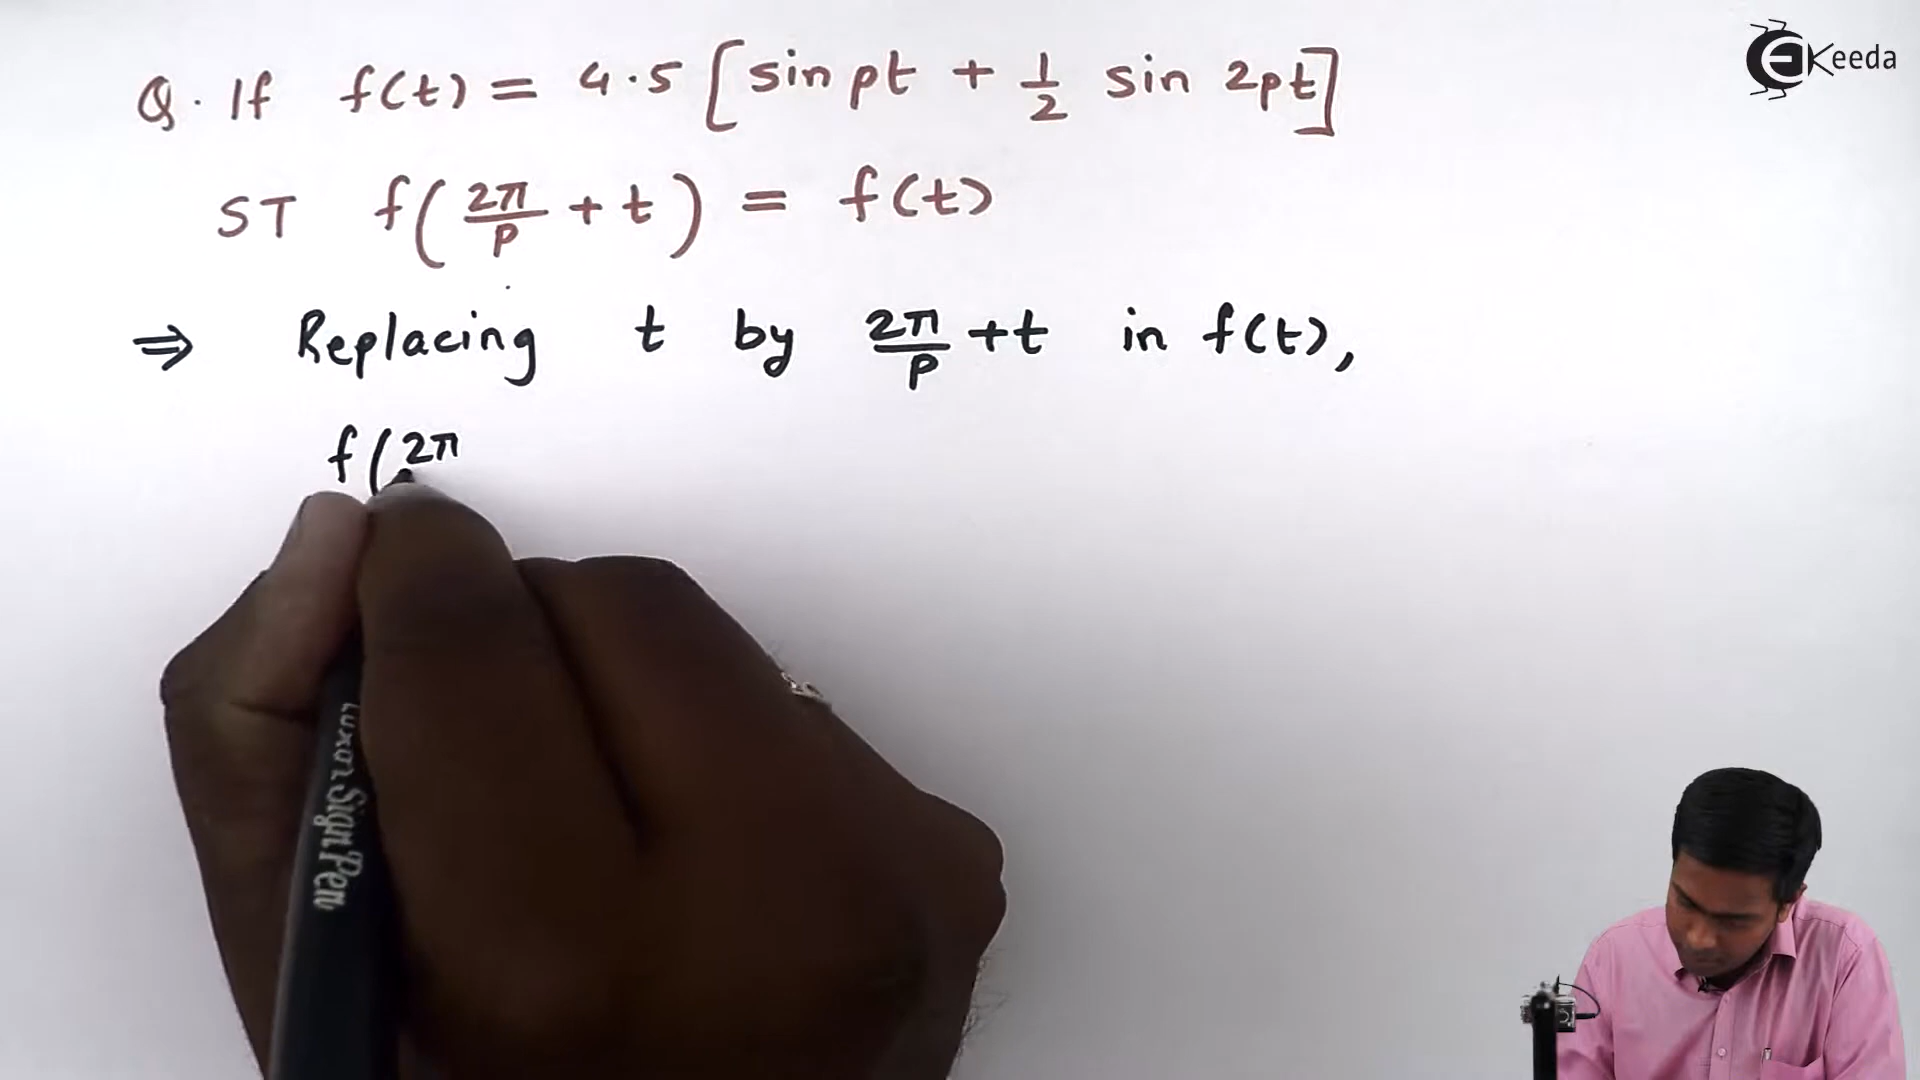 Ekeeda
Q. If f(t) = 4.5 [sin pt + 1/2 sin 2pt]
ST f(2π/p + t) = f(t)
⇒ Replacing t by 2π/p + t in f(t),
f(2π
Luxor Sign Pen